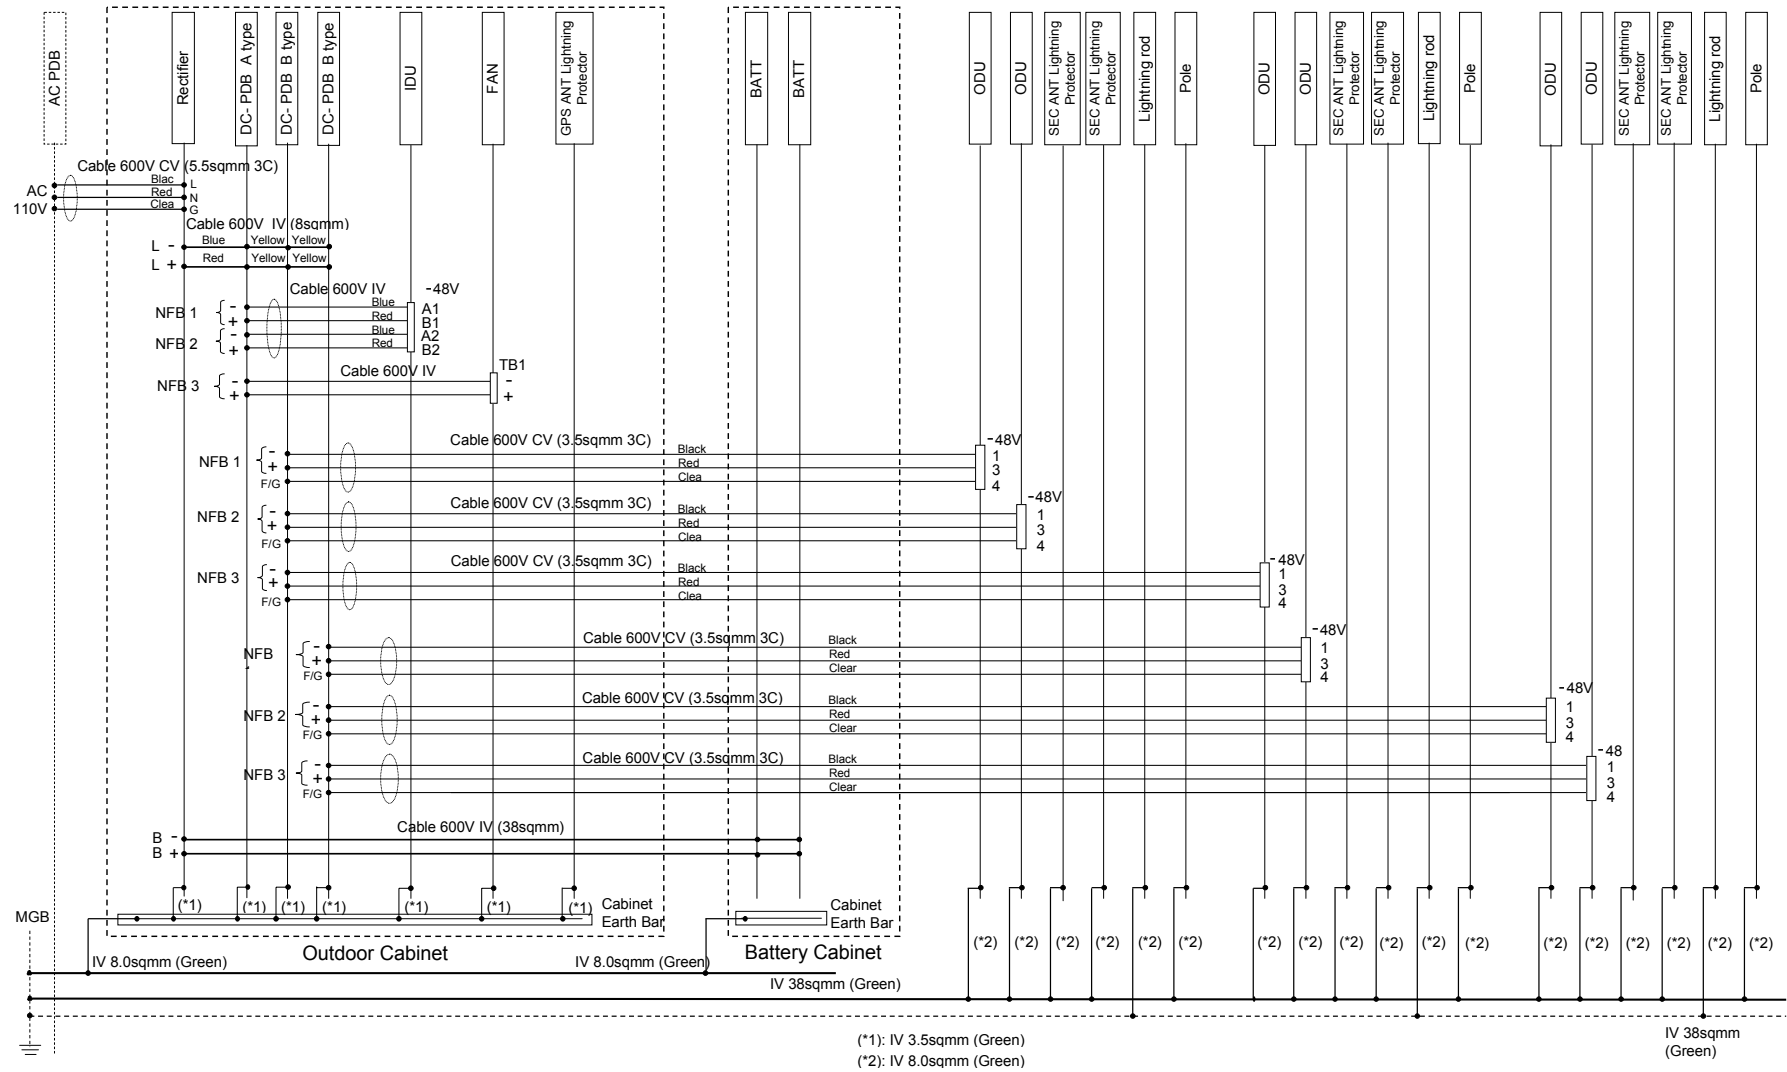 AC PDB
Rectifier
DC- PDB A type
DC- PDB B type
DC- PDB B type
IDU
FAN
GPS ANT Lightning
Protector
BATT
BATT
ODU
ODU
SEC ANT Lightning
Protector
SEC ANT Lightning
Protector
Lightning rod
Pole
ODU
ODU
SEC ANT Lightning
Protector
SEC ANT Lightning
Protector
Lightning rod
Pole
ODU
ODU
SEC ANT Lightning
Protector
SEC ANT Lightning
Protector
Lightning rod
Pole
Cable 600V CV (5.5sqmm 3C)
AC
110V
Blac L
Red N
Clea G
Cable 600V IV (8sqmm)
L - Blue Yellow Yellow
L + Red Yellow Yellow
Cable 600V IV -48V
NFB 1 - Blue A1
+ Red B1
NFB 2 - Blue A2
+ Red B2
Cable 600V IV TB1
NFB 3 - -
+ +
Cable 600V CV (3.5sqmm 3C) -48V
NFB 1 - Black 1
+ Red 3
F/G Clea 4
Cable 600V CV (3.5sqmm 3C) -48V
NFB 2 - Black 1
+ Red 3
F/G Clea 4
Cable 600V CV (3.5sqmm 3C) -48V
NFB 3 - Black 1
+ Red 3
F/G Clea 4
Cable 600V CV (3.5sqmm 3C) -48V
NFB - Black 1
+ Red 3
F/G Clear 4
Cable 600V CV (3.5sqmm 3C) -48V
NFB 2 - Black 1
+ Red 3
F/G Clear 4
Cable 600V CV (3.5sqmm 3C) -48
NFB 3 - Black 1
+ Red 3
F/G Clear 4
Cable 600V IV (38sqmm)
B -
B +
(*1) (*1) (*1) (*1) (*1) (*1) (*1)
Cabinet
Earth Bar
Cabinet
Earth Bar
MGB
(*2) (*2) (*2) (*2) (*2) (*2) (*2) (*2) (*2) (*2) (*2) (*2) (*2) (*2) (*2) (*2) (*2) (*2)
Outdoor Cabinet
Battery Cabinet
IV 8.0sqmm (Green)
IV 8.0sqmm (Green)
IV 38sqmm (Green)
(*1): IV 3.5sqmm (Green)
(*2): IV 8.0sqmm (Green)
IV 38sqmm
(Green)